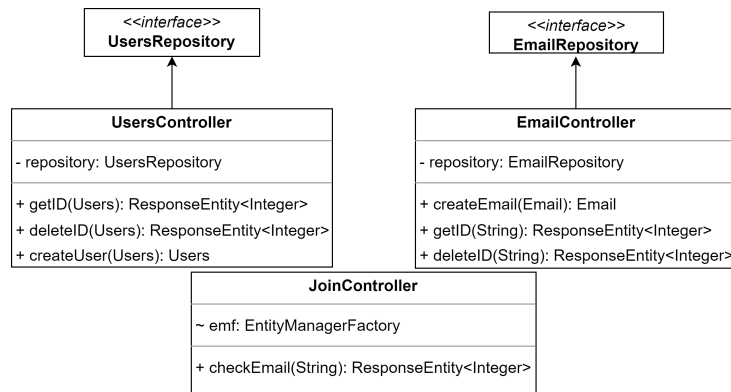 <<interface>>
UsersRepository
<<interface>>
EmailRepository
UsersController
- repository: UsersRepository
+ getID(Users): ResponseEntity<Integer>
+ deleteID(Users): ResponseEntity<Integer>
+ createUser(Users): Users
EmailController
- repository: EmailRepository
+ createEmail(Email): Email
+ getID(String): ResponseEntity<Integer>
+ deleteID(String): ResponseEntity<Integer>
JoinController
~ emf: EntityManagerFactory
+ checkEmail(String): ResponseEntity<Integer>